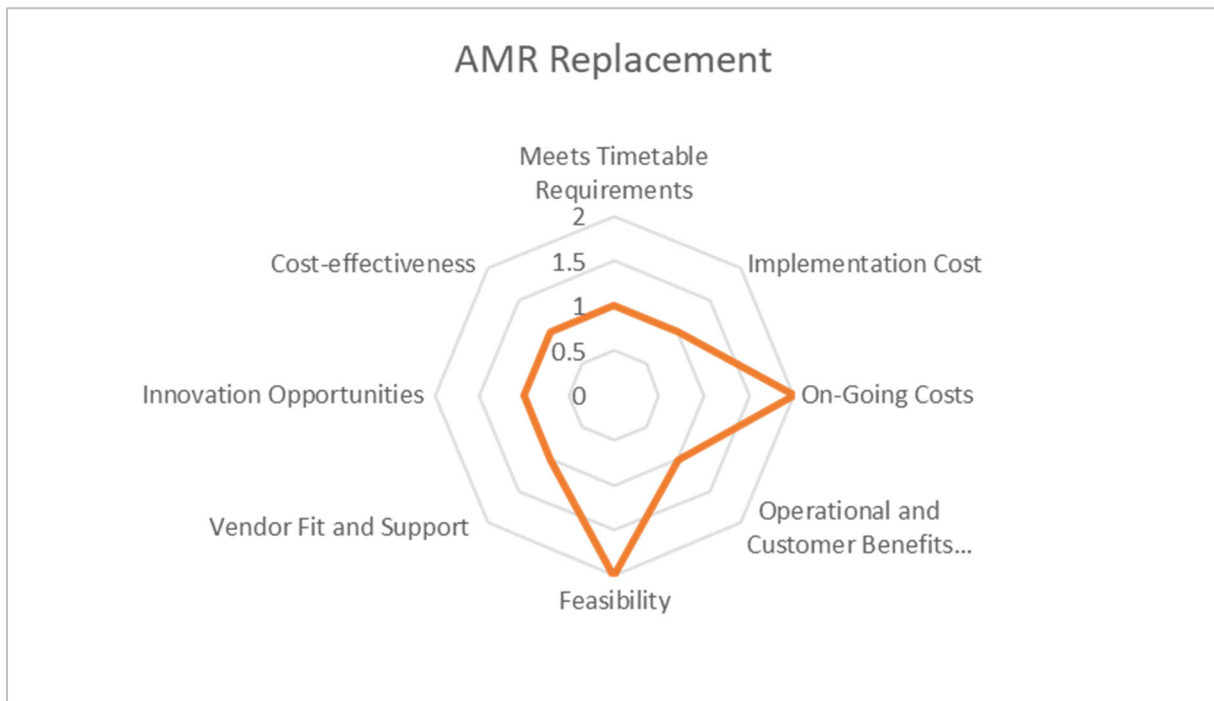 AMR Replacement
Meets Timetable
Requirements
2
Cost-effectiveness
1.5
Implementation Cost
1
0.5
Innovation Opportunities
0
On-Going Costs
Vendor Fit and Support
Operational and
Customer Benefits...
Feasibility